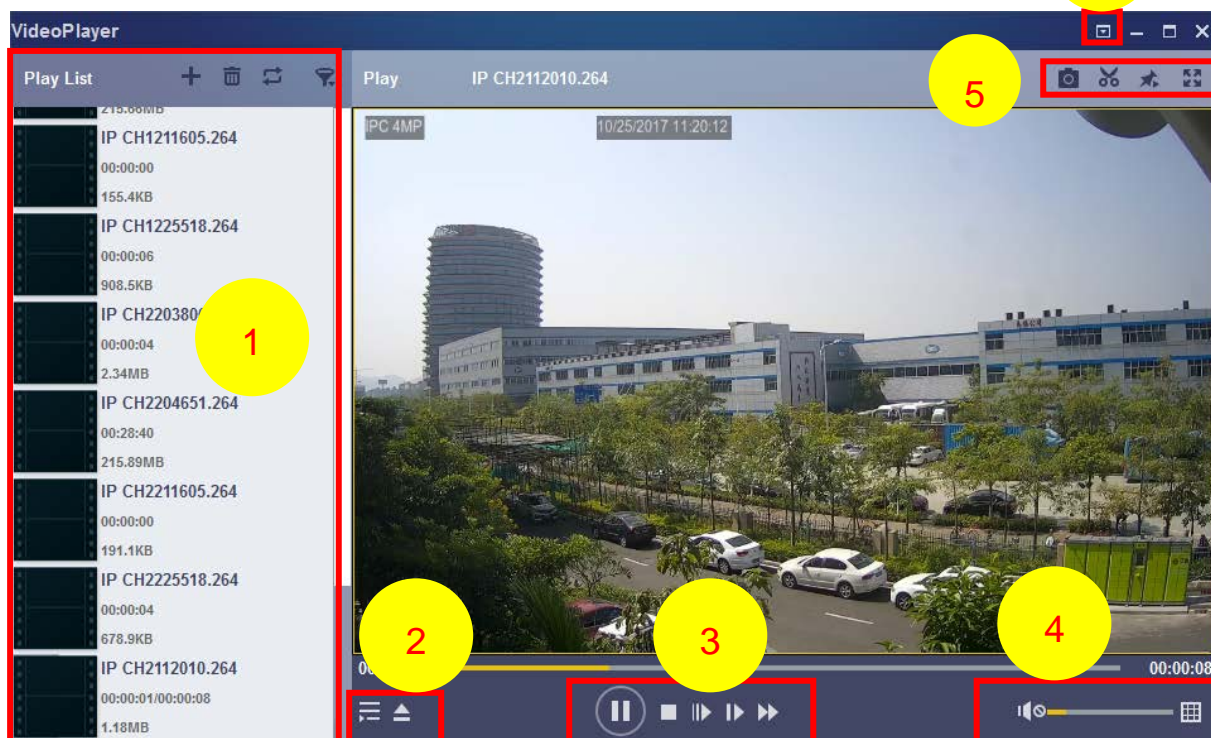 VideoPlayer
Play List
Play IP CH2112010.264
5
IPC 4MP
10/25/2017 11:20:12
215.66MB
IP CH1211605.264
00:00:00
155.4KB
IP CH1225518.264
00:00:06
908.5KB
1
00:00:04
2.34MB
IP CH2204651.264
00:28:40
215.89MB
IP CH2211605.264
00:00:00
191.1KB
IP CH2225518.264
00:00:04
678.9KB
IP CH2112010.264
00:00:01/00:00:08
1.18MB
2
3
4
00:00:08